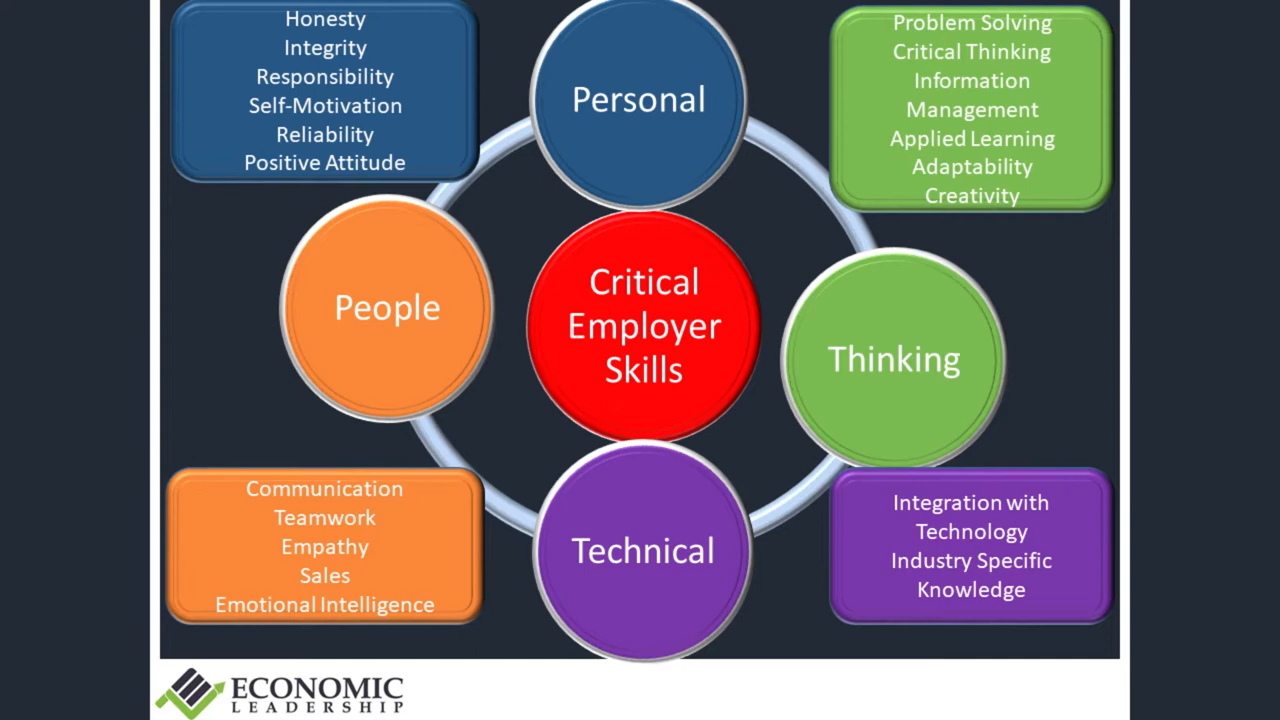 Honesty
Integrity
Responsibility
Self-Motivation
Reliability
Positive Attitude
Personal
Problem Solving
Critical Thinking
Information
Management
Applied Learning
Adaptability
Creativity
People
Critical
Employer
Skills
Thinking
Communication
Teamwork
Empathy
Sales
Emotional Intelligence
Technical
Integration with
Technology
Industry Specific
Knowledge
ECONOMIC
LEADERSHIP